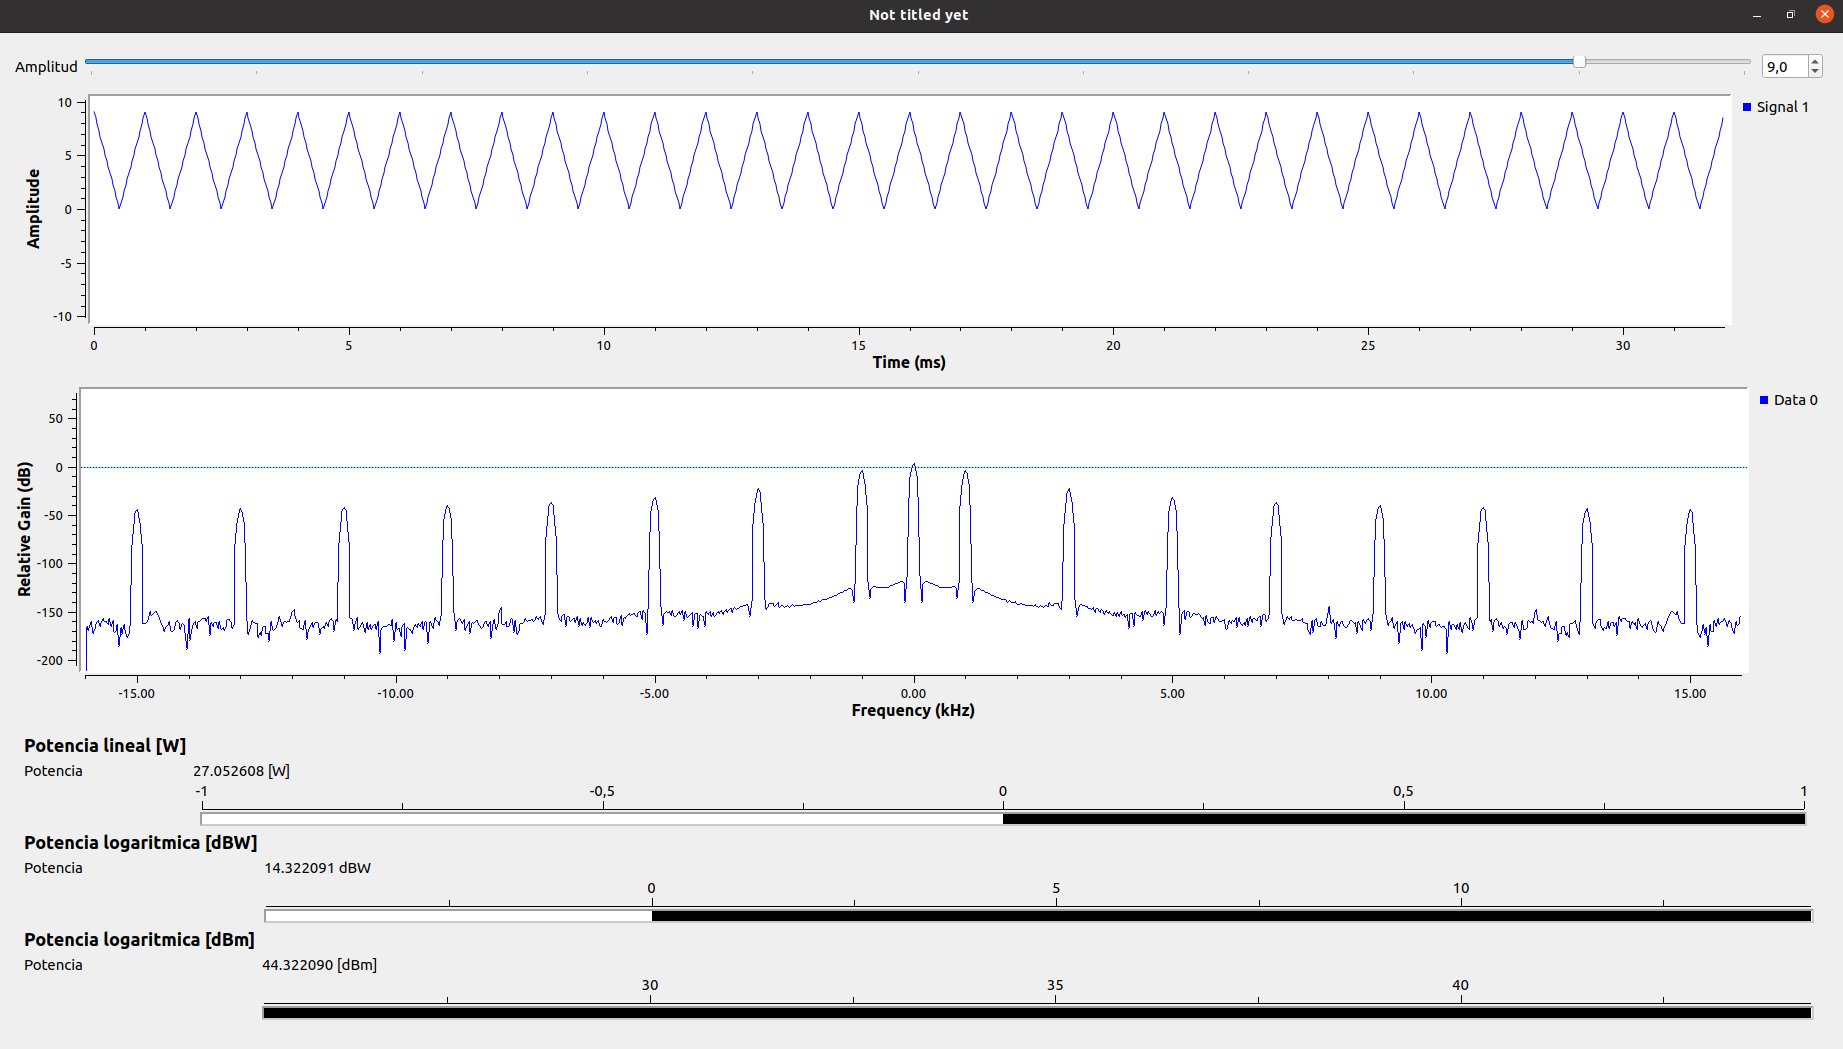 Not titled yet
Amplitud 9,0
Signal 1
10
5
0
-5
-10
Amplitude
0 5 10 15 20 25 30
Time (ms)
Data 0
50
0
-50
-100
-150
-200
Relative Gain (dB)
-15.00 -10.00 -5.00 0.00 5.00 10.00 15.00
Frequency (kHz)
Potencia lineal [W]
Potencia 27.052608 [W]
-1 -0,5 0 0,5 1
Potencia logaritmica [dBW]
Potencia 14.322091 dBW
0 5 10
Potencia logaritmica [dBm]
Potencia 44.322090 [dBm]
30 35 40